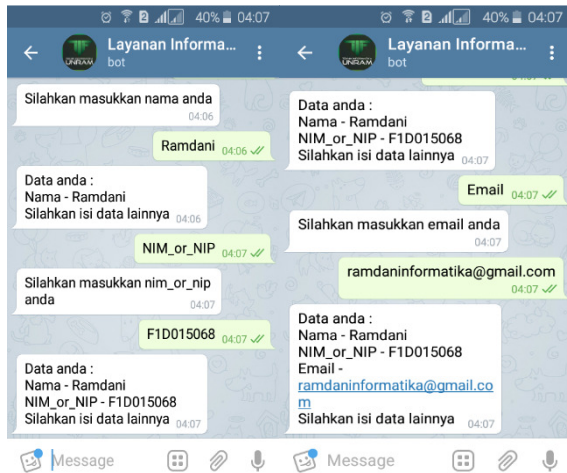 40% 04:07
Layanan Informa...
bot
UNRAM
Silahkan masukkan nama anda
04:06
Ramdani 04:06
Data anda :
Nama - Ramdani
Silahkan isi data lainnya 04:06
NIM_or_NIP 04:07
Silahkan masukkan nim_or_nip
anda 04:07
F1D015068 04:07
Data anda :
Nama - Ramdani
NIM_or_NIP - F1D015068
Silahkan isi data lainnya 04:07
Message
2 40% 04:07
Layanan Informa...
bot
UNRAM
Data anda :
Nama - Ramdani
NIM_or_NIP - F1D015068
Silahkan isi data lainnya 04:07
Email 04:07
Silahkan masukkan email anda
04:07
ramdaninformatika@gmail.com
04:07
Data anda :
Nama - Ramdani
NIM_or_NIP - F1D015068
Email -
ramdaninformatika@gmail.co
m
Silahkan isi data lainnya 04:07
Message